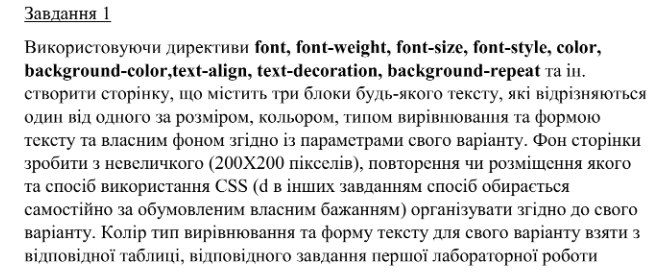 Завдання 1
Використовуючи директиви font, font-weight, font-size, font-style, color,
background-color,text-align, text-decoration, background-repeat та ін.
створити сторінку, що містить три блоки будь-якого тексту, які відрізняються
один від одного за розміром, кольором, типом вирівнювання та формою
тексту та власним фоном згідно із параметрами свого варіанту. Фон сторінки
зробити з невеличкого (200X200 пікселів), повторення чи розміщення якого
та спосіб використання CSS (d в інших завданням спосіб обирається
самостійно за обумовленим власним бажанням) організувати згідно до свого
варіанту. Колір тип вирівнювання та форму тексту для свого варіанту взяти з
відповідної таблиці, відповідного завдання першої лабораторної роботи